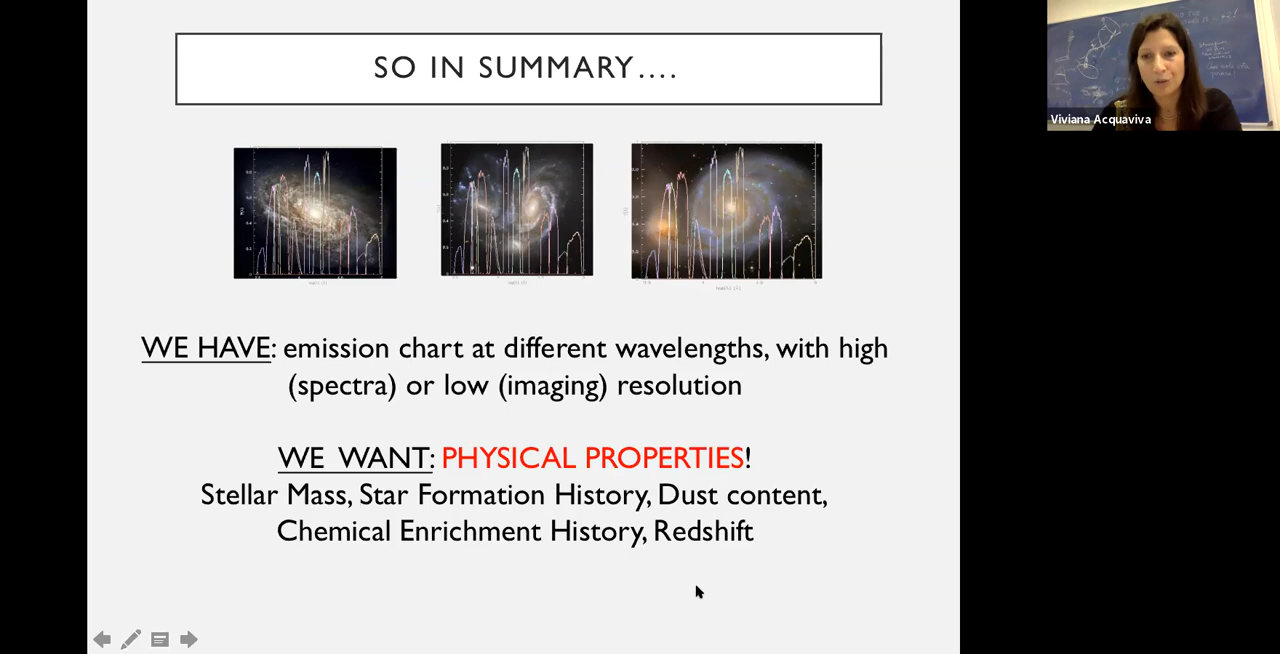 SO IN SUMMARY....
WE HAVE: emission chart at different wavelengths, with high
(spectra) or low (imaging) resolution
WE WANT: PHYSICAL PROPERTIES!
Stellar Mass, Star Formation History, Dust content,
Chemical Enrichment History, Redshift
Viviana Acquaviva